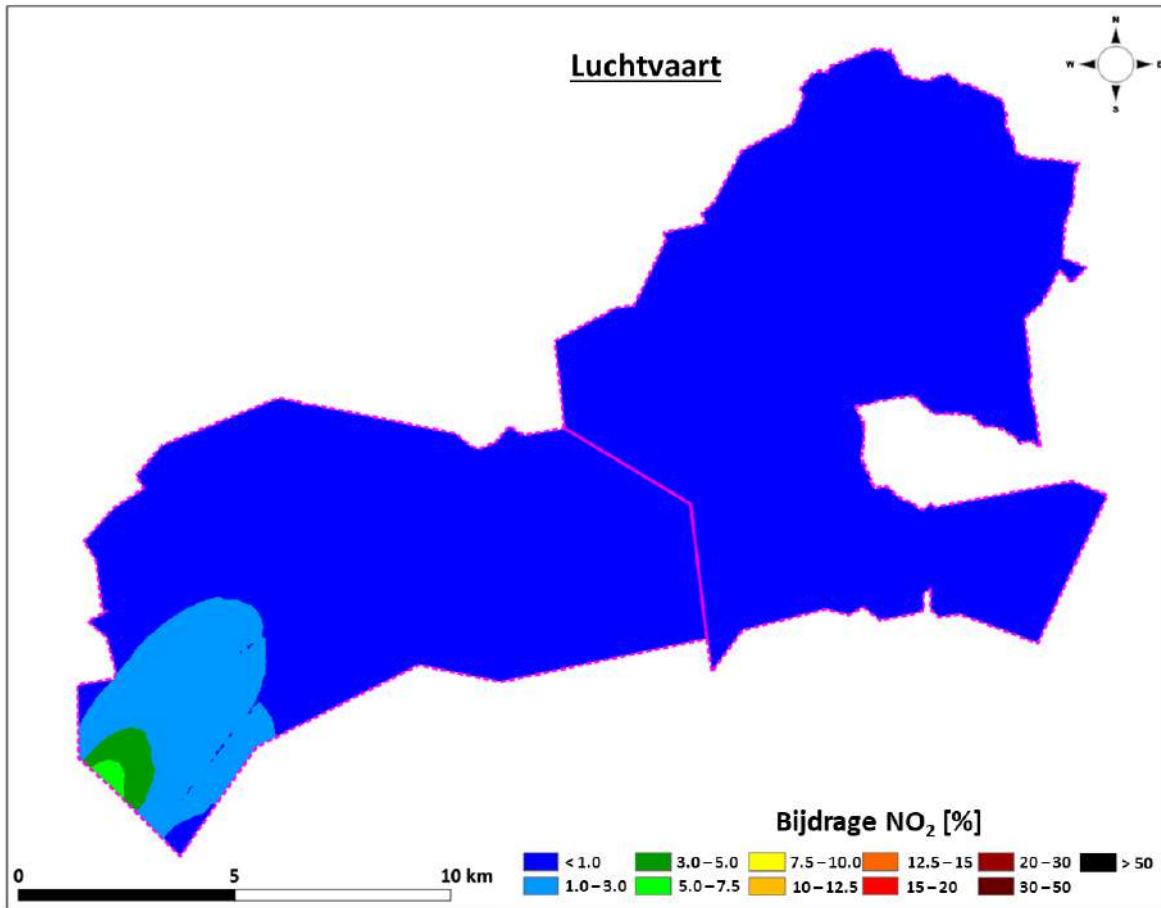 N
Luchtvaart
W E
S
Bijdrage NO₂ [%]
< 1.0 3.0 – 5.0 7.5 – 10.0 12.5 – 15 20 – 30 > 50
1.0 – 3.0 5.0 – 7.5 10 – 12.5 15 – 20 30 – 50
0 5 10 km